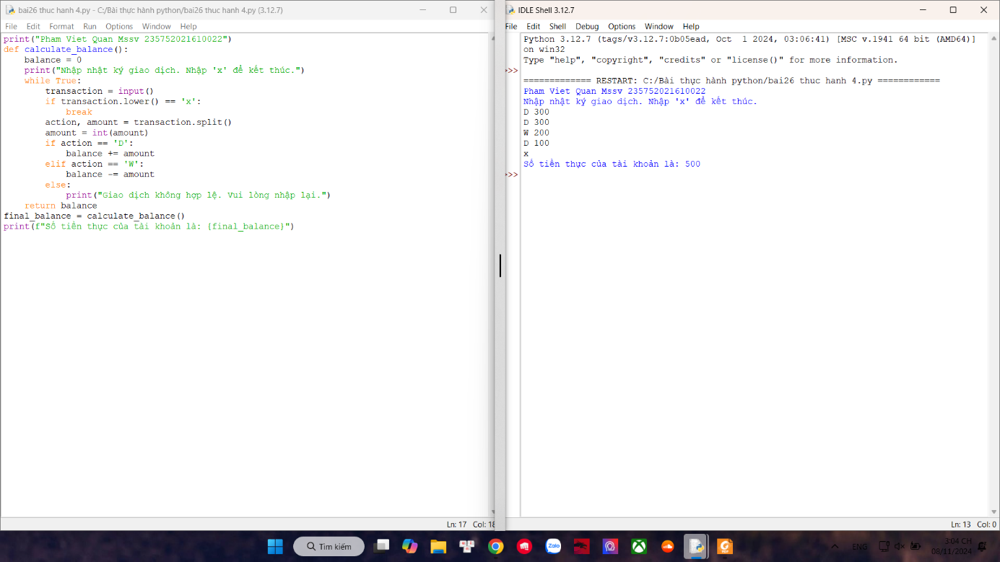 bai26 thuc hanh 4.py - C:/Bài thực hành python/bai26 thuc hanh 4.py (3.12.7)
File Edit Format Run Options Window Help
print("Pham Viet Quan Mssv 235752021610022")
def calculate_balance():
    balance = 0
    print("Nhập nhật ký giao dịch. Nhập 'x' để kết thúc.")
    while True:
        transaction = input()
        if transaction.lower() == 'x':
            break
        action, amount = transaction.split()
        amount = int(amount)
        if action == 'D':
            balance += amount
        elif action == 'W':
            balance -= amount
        else:
            print("Giao dịch không hợp lệ. Vui lòng nhập lại.")
    return balance
final_balance = calculate_balance()
print(f"Số tiền thực của tài khoản là: {final_balance}")
Ln: 17 Col: 18
IDLE Shell 3.12.7
File Edit Shell Debug Options Window Help
Python 3.12.7 (tags/v3.12.7:0b05ead, Oct  1 2024, 03:06:41) [MSC v.1941 64 bit (AMD64)]
on win32
Type "help", "copyright", "credits" or "license()" for more information.
>>>
============= RESTART: C:/Bài thực hành python/bai26 thuc hanh 4.py ============
Pham Viet Quan Mssv 235752021610022
Nhập nhật ký giao dịch. Nhập 'x' để kết thúc.
D 300
D 300
W 200
D 100
x
Số tiền thực của tài khoản là: 500
>>>
Ln: 13 Col: 0
Tìm kiếm
Zalo
ENG
3:04 CH
08/11/2024